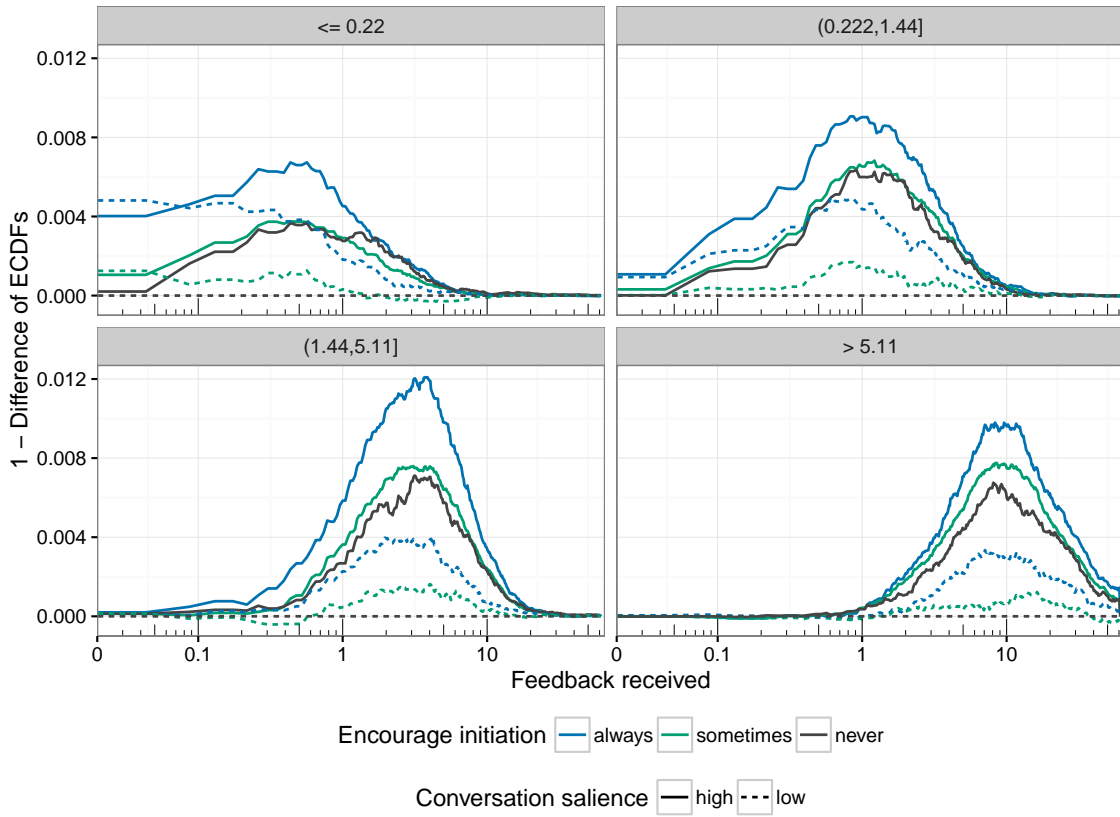 <= 0.22
(0.222,1.44]
0.012
0.008
0.004
0.000
(1.44,5.11]
> 5.11
0.012
0.008
0.004
0.000
1 − Difference of ECDFs
0 0.1 1 10 0 0.1 1 10
Feedback received
Encourage initiation always sometimes never
Conversation salience high low